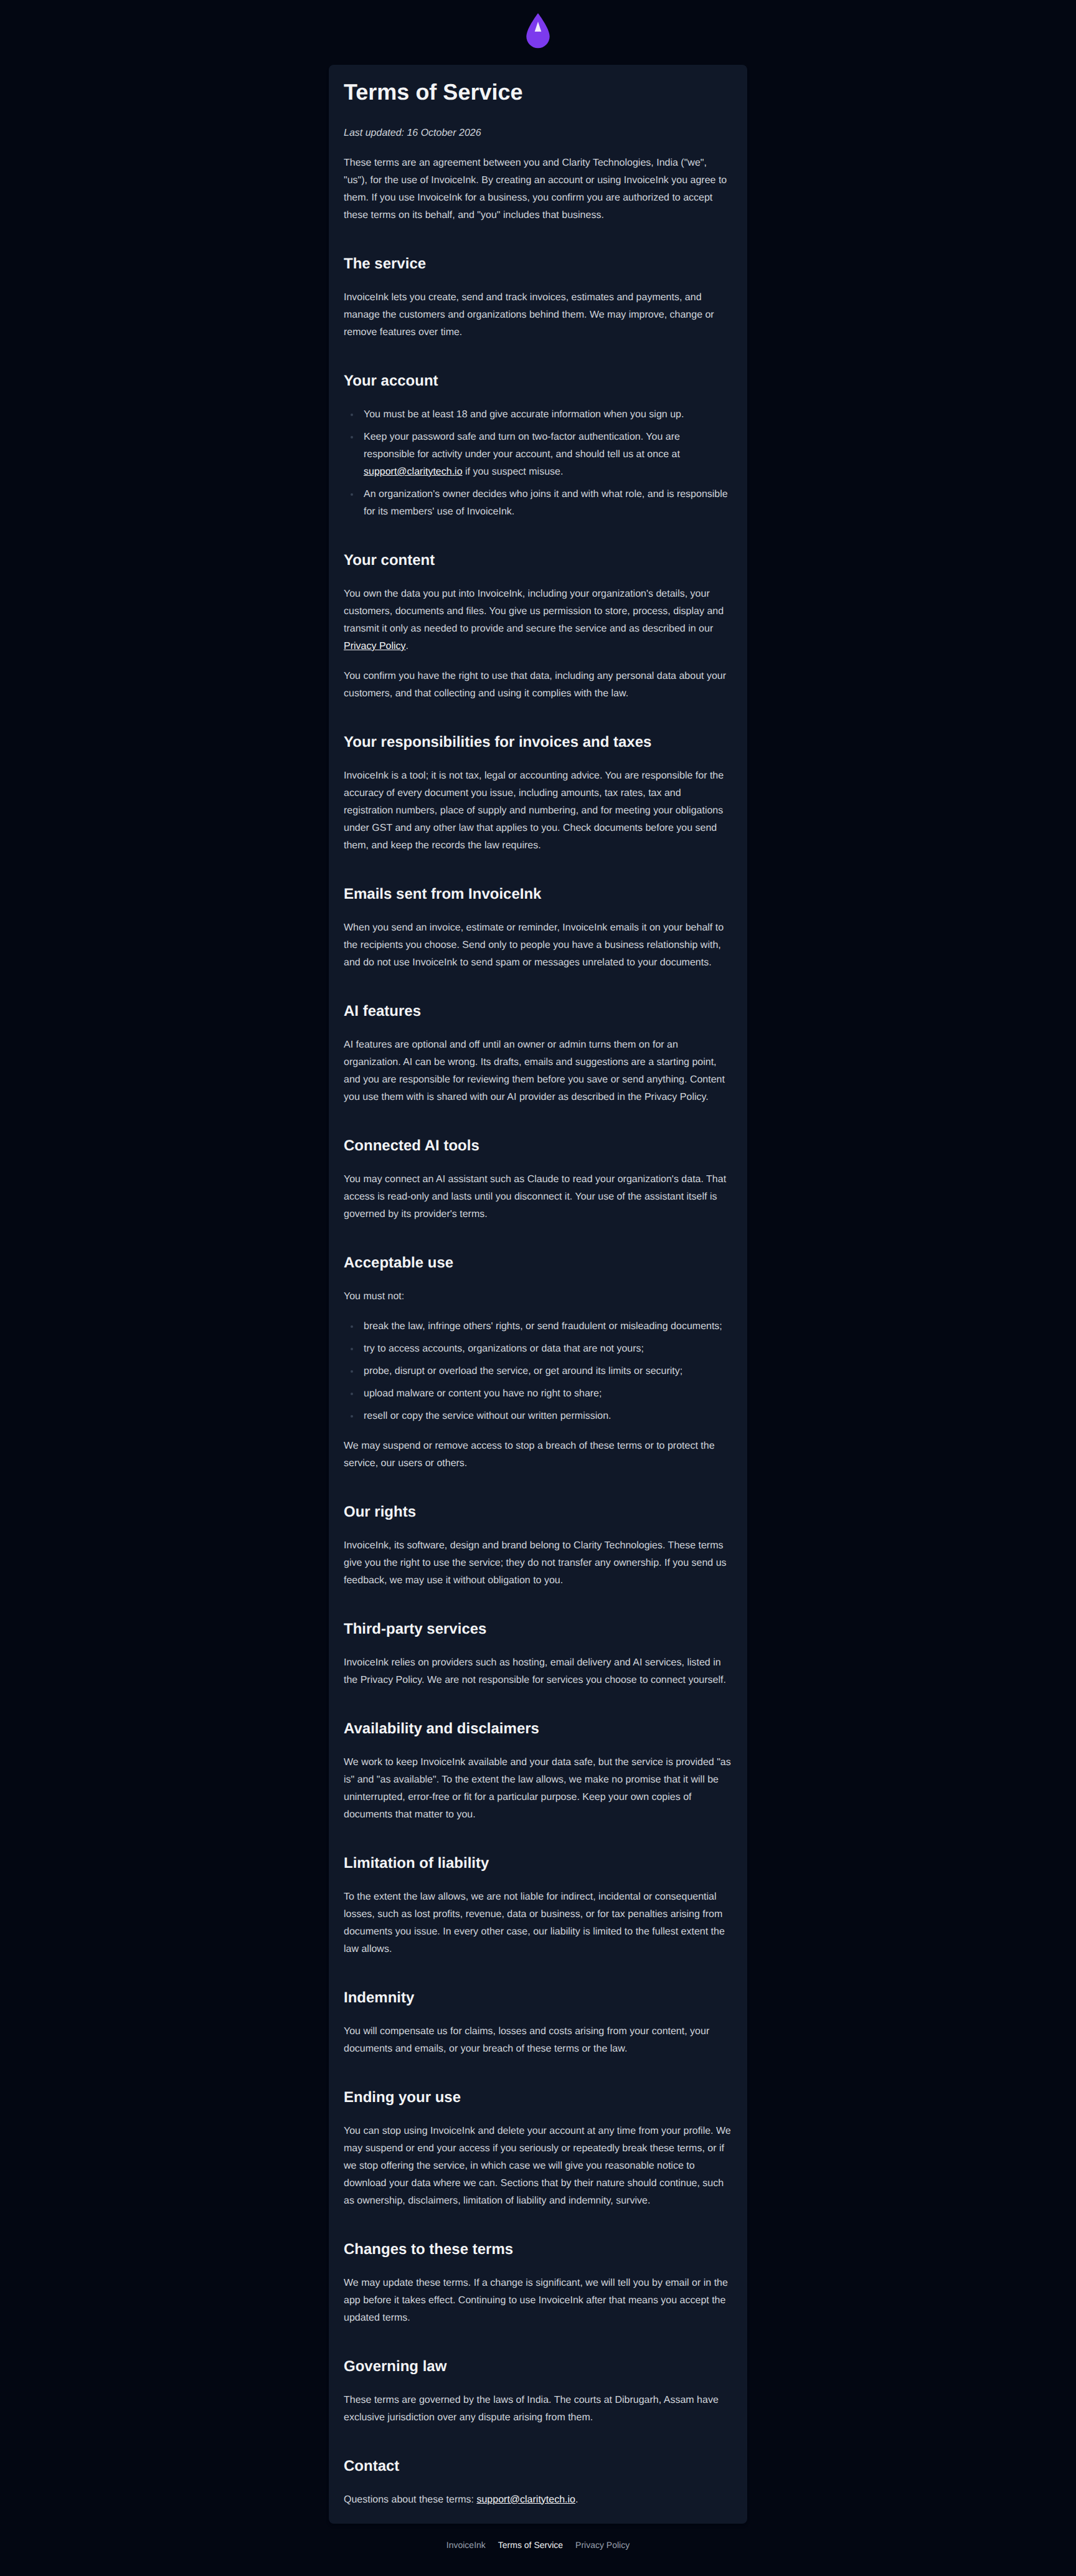 Terms of Service
Last updated: 16 October 2026
These terms are an agreement between you and Clarity Technologies, India ("we",
"us"), for the use of InvoiceInk. By creating an account or using InvoiceInk you agree to
them. If you use InvoiceInk for a business, you confirm you are authorized to accept
these terms on its behalf, and "you" includes that business.
The service
InvoiceInk lets you create, send and track invoices, estimates and payments, and
manage the customers and organizations behind them. We may improve, change or
remove features over time.
Your account
You must be at least 18 and give accurate information when you sign up.
Keep your password safe and turn on two-factor authentication. You are
responsible for activity under your account, and should tell us at once at
support@claritytech.io if you suspect misuse.
An organization's owner decides who joins it and with what role, and is responsible
for its members' use of InvoiceInk.
Your content
You own the data you put into InvoiceInk, including your organization's details, your
customers, documents and files. You give us permission to store, process, display and
transmit it only as needed to provide and secure the service and as described in our
Privacy Policy.
You confirm you have the right to use that data, including any personal data about your
customers, and that collecting and using it complies with the law.
Your responsibilities for invoices and taxes
InvoiceInk is a tool; it is not tax, legal or accounting advice. You are responsible for the
accuracy of every document you issue, including amounts, tax rates, tax and
registration numbers, place of supply and numbering, and for meeting your obligations
under GST and any other law that applies to you. Check documents before you send
them, and keep the records the law requires.
Emails sent from InvoiceInk
When you send an invoice, estimate or reminder, InvoiceInk emails it on your behalf to
the recipients you choose. Send only to people you have a business relationship with,
and do not use InvoiceInk to send spam or messages unrelated to your documents.
AI features
AI features are optional and off until an owner or admin turns them on for an
organization. AI can be wrong. Its drafts, emails and suggestions are a starting point,
and you are responsible for reviewing them before you save or send anything. Content
you use them with is shared with our AI provider as described in the Privacy Policy.
Connected AI tools
You may connect an AI assistant such as Claude to read your organization's data. That
access is read-only and lasts until you disconnect it. Your use of the assistant itself is
governed by its provider's terms.
Acceptable use
You must not:
break the law, infringe others' rights, or send fraudulent or misleading documents;
try to access accounts, organizations or data that are not yours;
probe, disrupt or overload the service, or get around its limits or security;
upload malware or content you have no right to share;
resell or copy the service without our written permission.
We may suspend or remove access to stop a breach of these terms or to protect the
service, our users or others.
Our rights
InvoiceInk, its software, design and brand belong to Clarity Technologies. These terms
give you the right to use the service; they do not transfer any ownership. If you send us
feedback, we may use it without obligation to you.
Third-party services
InvoiceInk relies on providers such as hosting, email delivery and AI services, listed in
the Privacy Policy. We are not responsible for services you choose to connect yourself.
Availability and disclaimers
We work to keep InvoiceInk available and your data safe, but the service is provided "as
is" and "as available". To the extent the law allows, we make no promise that it will be
uninterrupted, error-free or fit for a particular purpose. Keep your own copies of
documents that matter to you.
Limitation of liability
To the extent the law allows, we are not liable for indirect, incidental or consequential
losses, such as lost profits, revenue, data or business, or for tax penalties arising from
documents you issue. In every other case, our liability is limited to the fullest extent the
law allows.
Indemnity
You will compensate us for claims, losses and costs arising from your content, your
documents and emails, or your breach of these terms or the law.
Ending your use
You can stop using InvoiceInk and delete your account at any time from your profile. We
may suspend or end your access if you seriously or repeatedly break these terms, or if
we stop offering the service, in which case we will give you reasonable notice to
download your data where we can. Sections that by their nature should continue, such
as ownership, disclaimers, limitation of liability and indemnity, survive.
Changes to these terms
We may update these terms. If a change is significant, we will tell you by email or in the
app before it takes effect. Continuing to use InvoiceInk after that means you accept the
updated terms.
Governing law
These terms are governed by the laws of India. The courts at Dibrugarh, Assam have
exclusive jurisdiction over any dispute arising from them.
Contact
Questions about these terms: support@claritytech.io.
InvoiceInk Terms of Service Privacy Policy